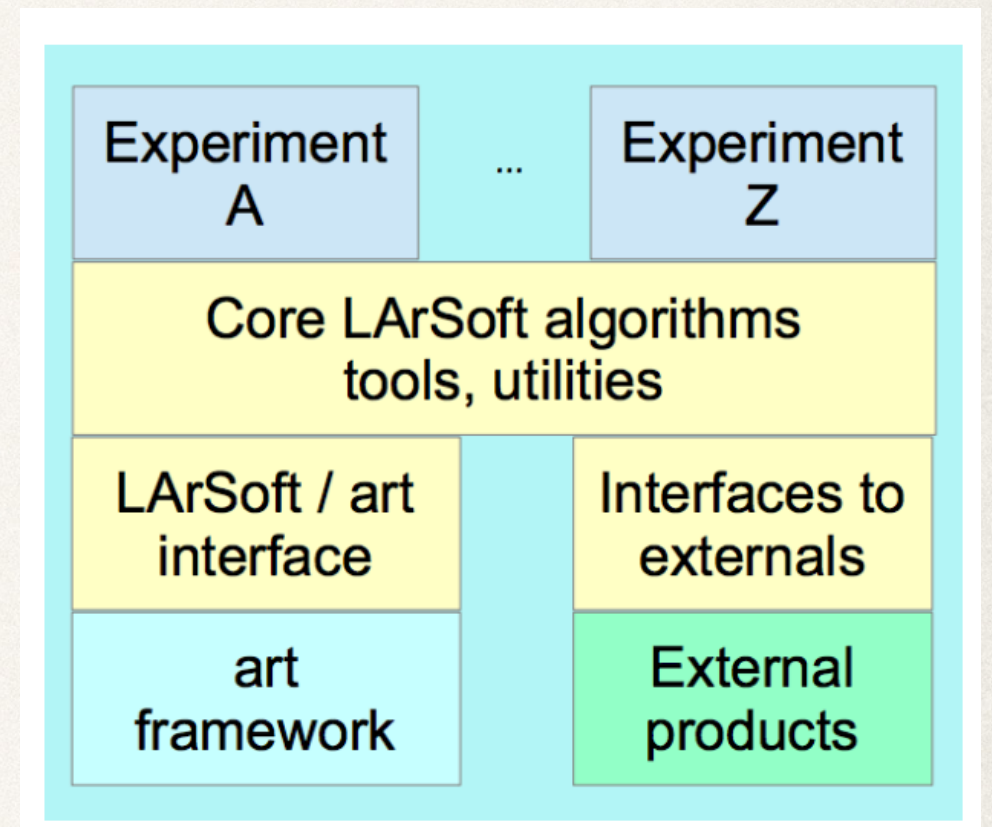 Experiment
A
...
Experiment
Z
Core LArSoft algorithms
tools, utilities
LArSoft / art
interface
Interfaces to
externals
art
framework
External
products